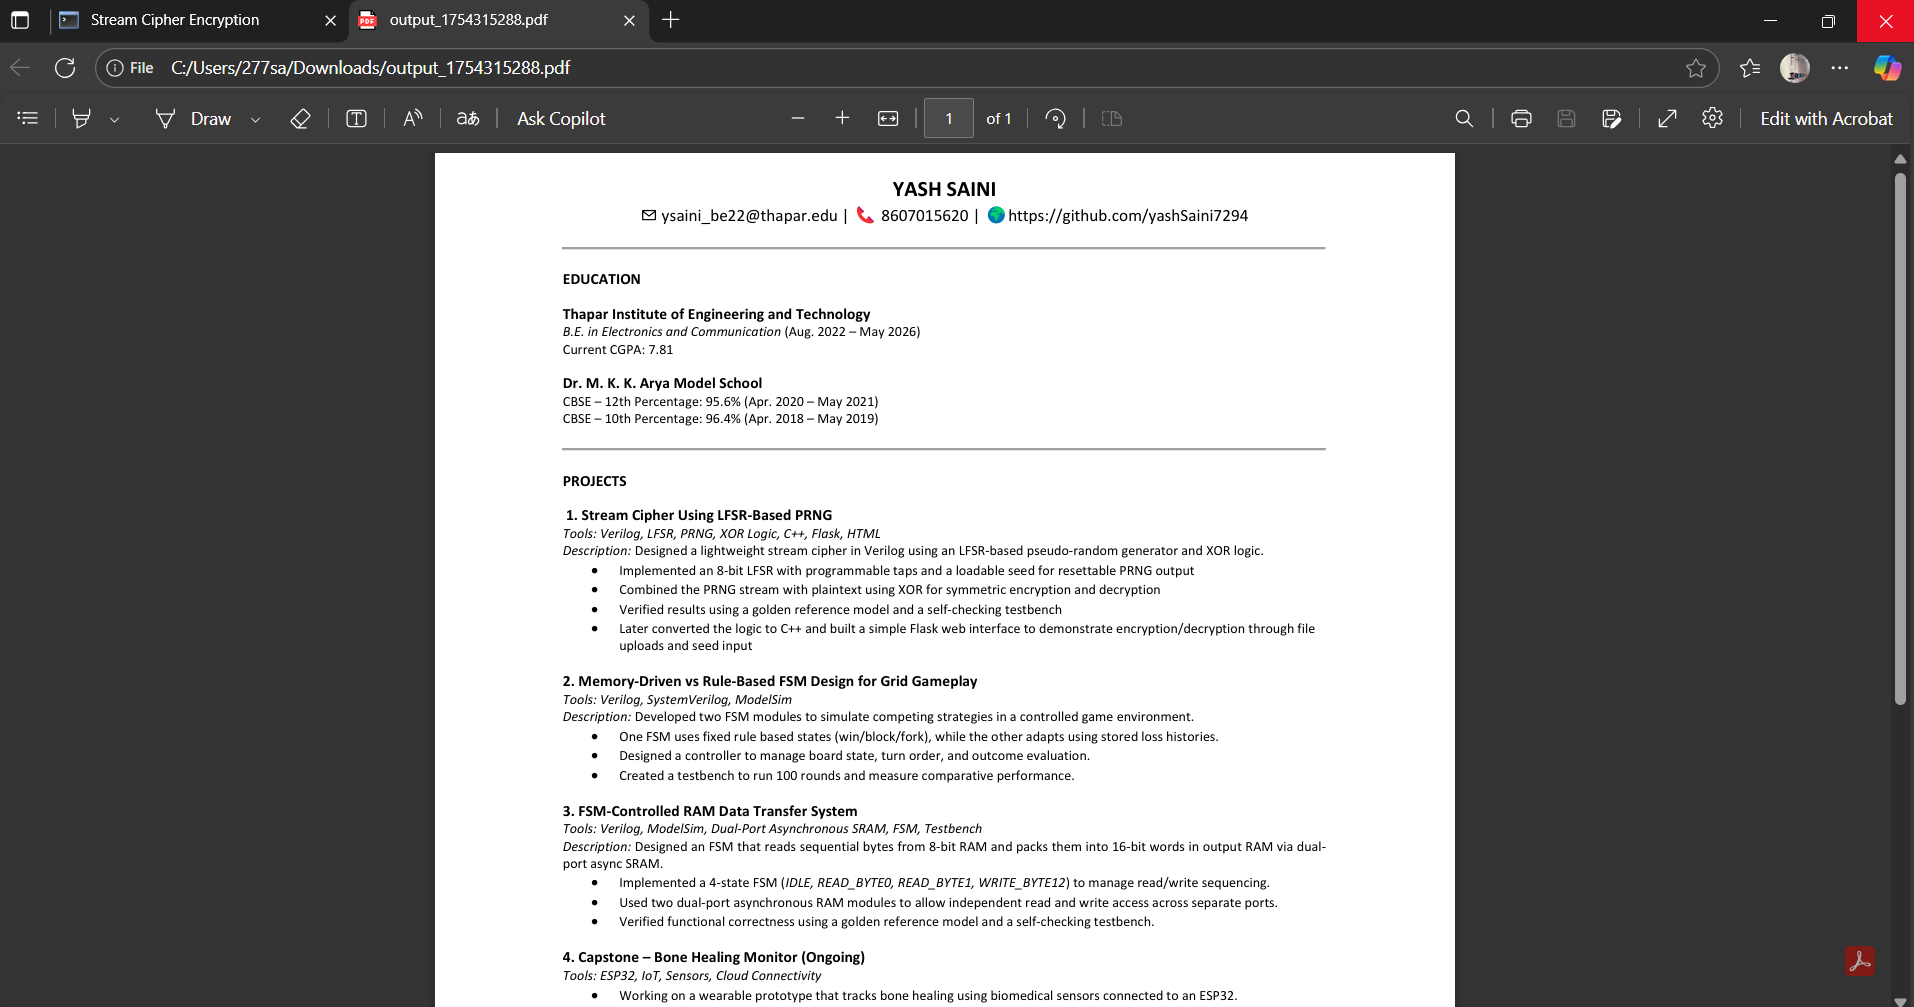 Stream Cipher Encryption
output_1754315288.pdf
File C:/Users/277sa/Downloads/output_1754315288.pdf
Draw
Ask Copilot
1 of 1
Edit with Acrobat
YASH SAINI
ysaini_be22@thapar.edu | 8607015620 | https://github.com/yashSaini7294
EDUCATION
Thapar Institute of Engineering and Technology
B.E. in Electronics and Communication (Aug. 2022 – May 2026)
Current CGPA: 7.81
Dr. M. K. K. Arya Model School
CBSE – 12th Percentage: 95.6% (Apr. 2020 – May 2021)
CBSE – 10th Percentage: 96.4% (Apr. 2018 – May 2019)
PROJECTS
1. Stream Cipher Using LFSR-Based PRNG
Tools: Verilog, LFSR, PRNG, XOR Logic, C++, Flask, HTML
Description: Designed a lightweight stream cipher in Verilog using an LFSR-based pseudo-random generator and XOR logic.
• Implemented an 8-bit LFSR with programmable taps and a loadable seed for resettable PRNG output
• Combined the PRNG stream with plaintext using XOR for symmetric encryption and decryption
• Verified results using a golden reference model and a self-checking testbench
• Later converted the logic to C++ and built a simple Flask web interface to demonstrate encryption/decryption through file
uploads and seed input
2. Memory-Driven vs Rule-Based FSM Design for Grid Gameplay
Tools: Verilog, SystemVerilog, ModelSim
Description: Developed two FSM modules to simulate competing strategies in a controlled game environment.
• One FSM uses fixed rule based states (win/block/fork), while the other adapts using stored loss histories.
• Designed a controller to manage board state, turn order, and outcome evaluation.
• Created a testbench to run 100 rounds and measure comparative performance.
3. FSM-Controlled RAM Data Transfer System
Tools: Verilog, ModelSim, Dual-Port Asynchronous SRAM, FSM, Testbench
Description: Designed an FSM that reads sequential bytes from 8-bit RAM and packs them into 16-bit words in output RAM via dual-
port async SRAM.
• Implemented a 4-state FSM (IDLE, READ_BYTE0, READ_BYTE1, WRITE_BYTE12) to manage read/write sequencing.
• Used two dual-port asynchronous RAM modules to allow independent read and write access across separate ports.
• Verified functional correctness using a golden reference model and a self-checking testbench.
4. Capstone – Bone Healing Monitor (Ongoing)
Tools: ESP32, IoT, Sensors, Cloud Connectivity
• Working on a wearable prototype that tracks bone healing using biomedical sensors connected to an ESP32.